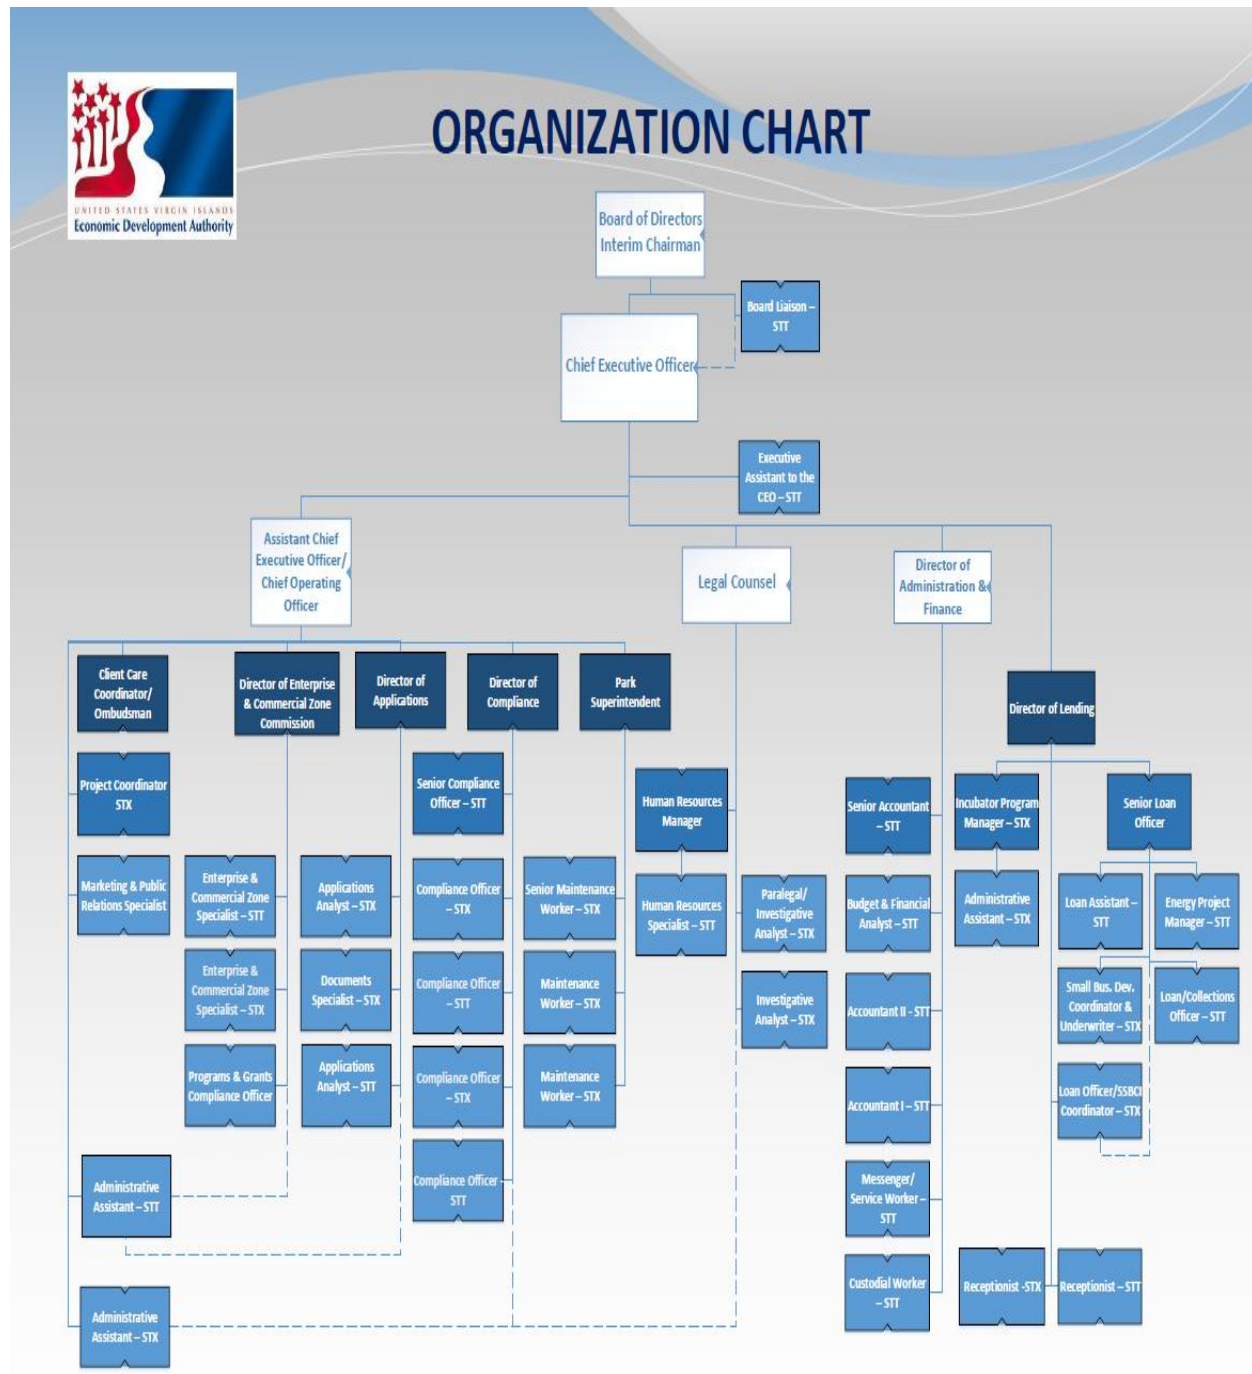 UNITED STATES VIRGIN ISLANDS
Economic Development Authority
ORGANIZATION CHART
Board of Directors
Interim Chairman
Board Liaison –
STT
Chief Executive Officer
Executive
Assistant to the
CEO – STT
Assistant Chief
Executive Officer/
Chief Operating
Officer
Legal Counsel
Director of
Administration &
Finance
Client Care
Coordinator/
Ombudsman
Director of Enterprise
& Commercial Zone
Commission
Director of
Applications
Director of
Compliance
Park
Superintendent
Director of Lending
Project Coordinator
STX
Senior Compliance
Officer – STT
Human Resources
Manager
Senior Accountant
– STT
Incubator Program
Manager – STX
Senior Loan
Officer
Marketing & Public
Relations Specialist
Enterprise &
Commercial Zone
Specialist – STT
Applications
Analyst – STX
Compliance Officer
– STX
Senior Maintenance
Worker – STX
Human Resources
Specialist – STT
Paralegal/
Investigative
Analyst – STX
Budget & Financial
Analyst – STT
Administrative
Assistant – STX
Loan Assistant –
STT
Energy Project
Manager – STT
Enterprise &
Commercial Zone
Specialist – STX
Documents
Specialist – STX
Compliance Officer
– STT
Maintenance
Worker – STX
Investigative
Analyst – STX
Accountant II - STT
Small Bus. Dev.
Coordinator &
Underwriter – STX
Loan/Collections
Officer – STT
Programs & Grants
Compliance Officer
Applications
Analyst – STT
Compliance Officer
– STX
Maintenance
Worker – STX
Accountant I – STT
Loan Officer/SSBCI
Coordinator – STX
Administrative
Assistant – STT
Compliance Officer –
STT
Messenger/
Service Worker –
STT
Administrative
Assistant – STX
Custodial Worker
– STT
Receptionist -STX
Receptionist – STT